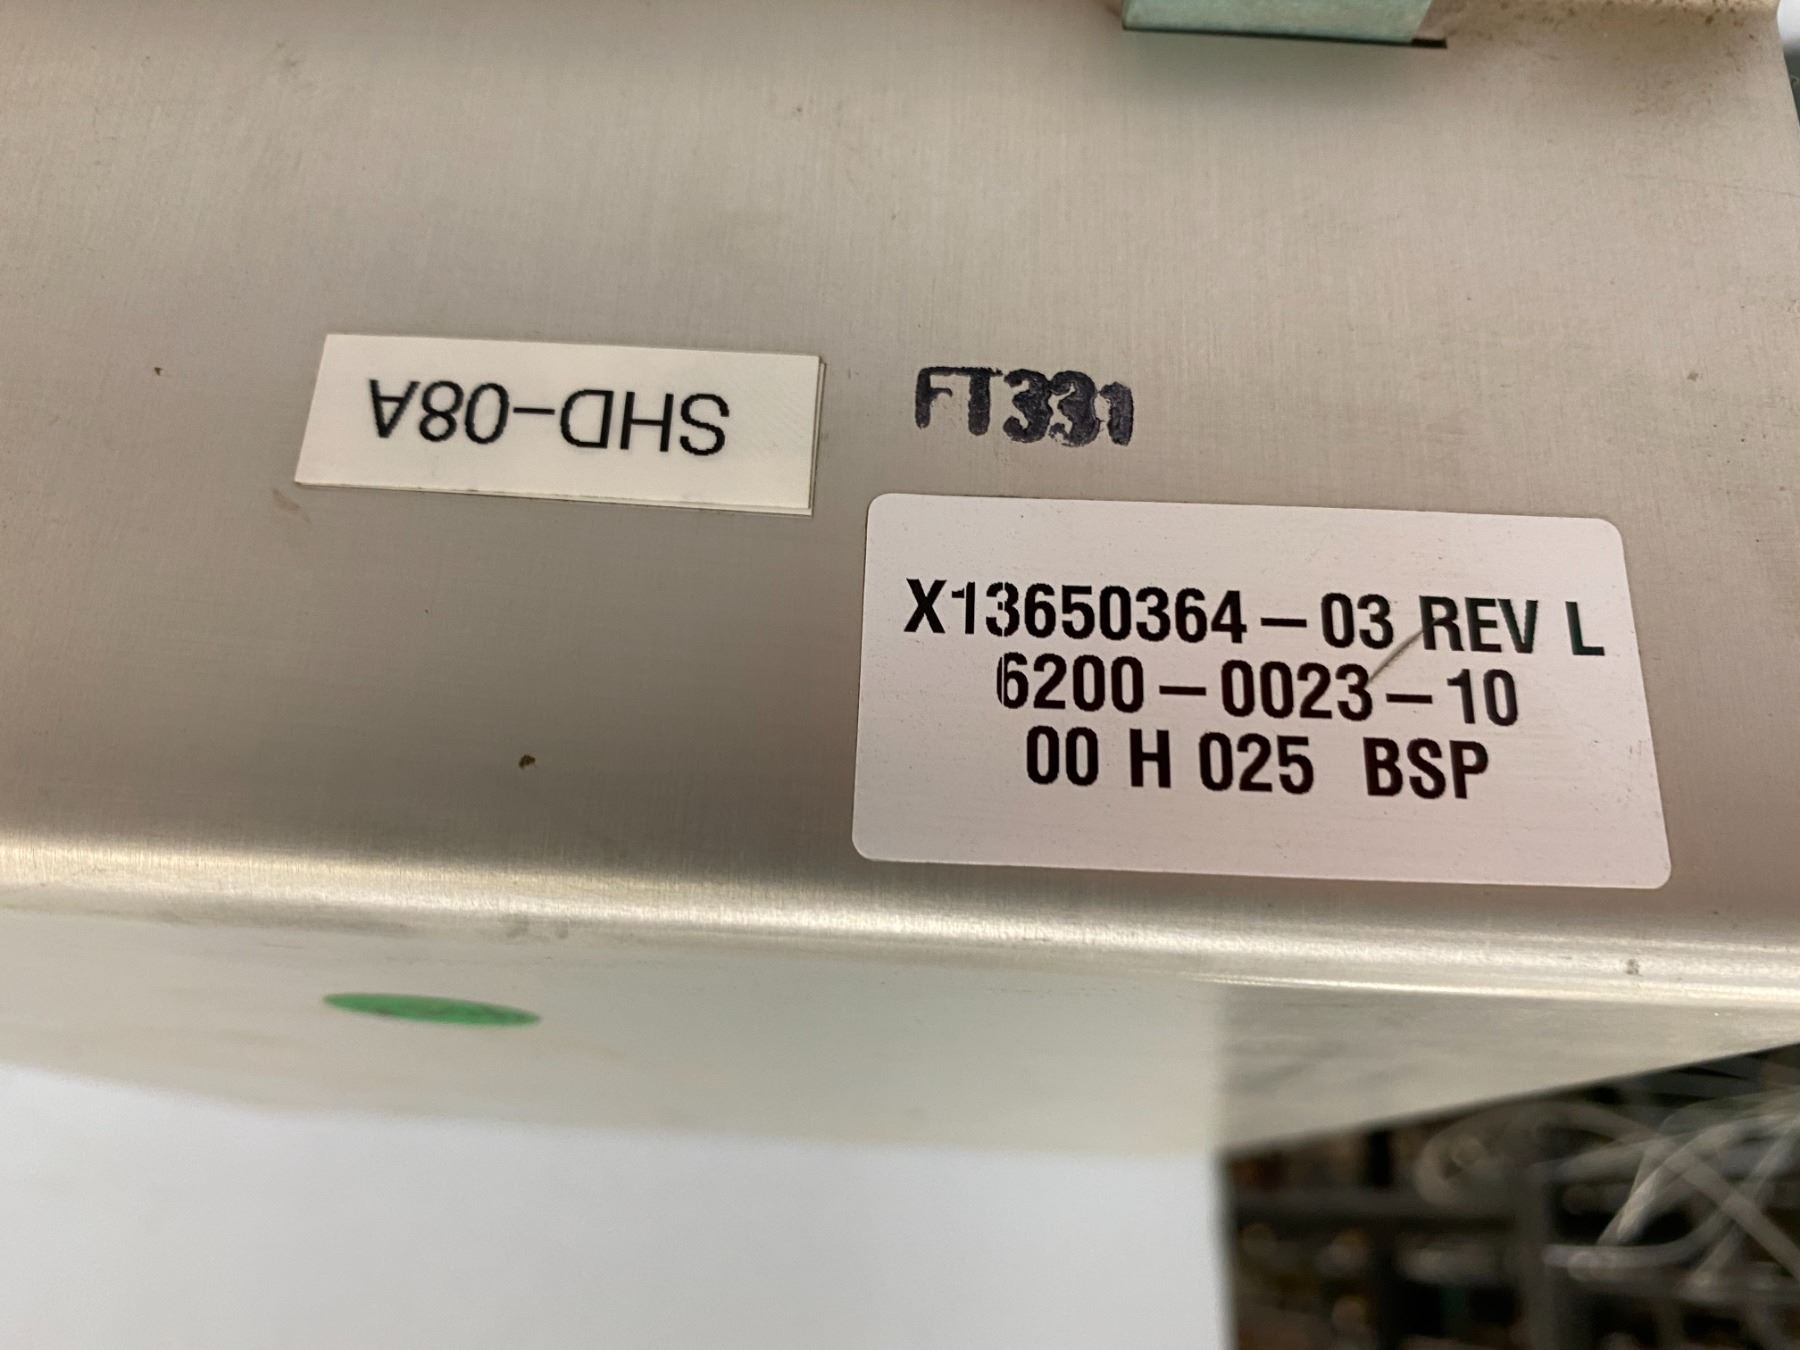 SHD-08A
FT331
X13650364-03 REV L
6200-0023-10
00 H 025 BSP